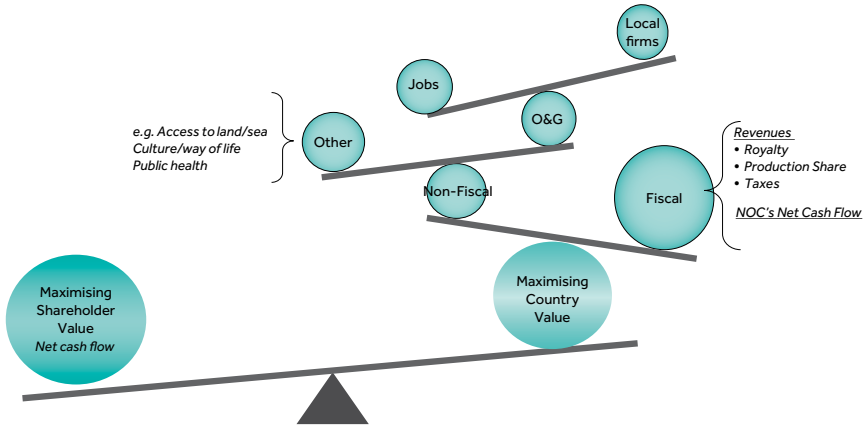 Local
firms
Jobs
O&G
e.g. Access to land/sea
Culture/way of life
Public health
Other
Non-Fiscal
Fiscal
Revenues
• Royalty
• Production Share
• Taxes
NOC's Net Cash Flow
Maximising
Shareholder
Value
Net cash flow
Maximising
Country
Value